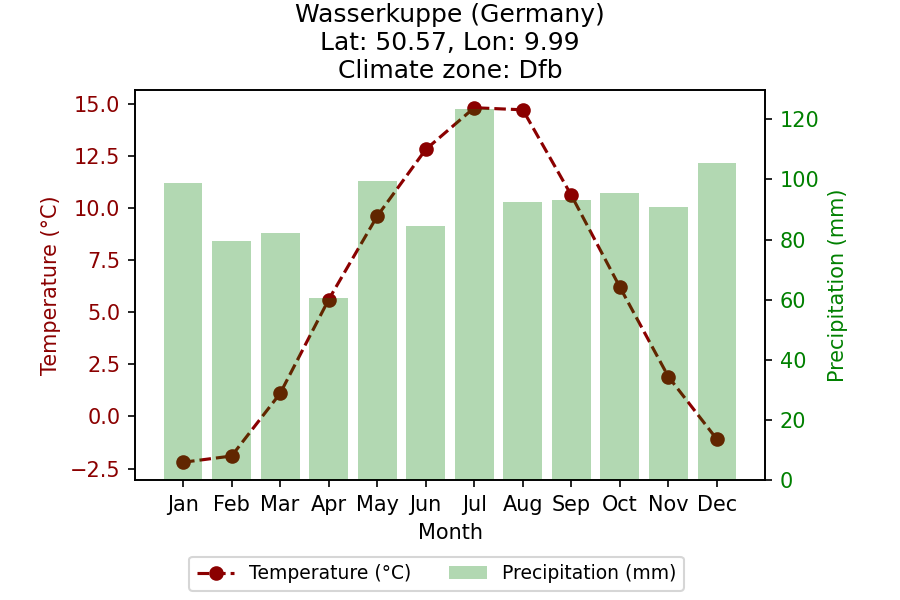 Wasserkuppe (Germany)
Lat: 50.57, Lon: 9.99
Climate zone: Dfb
15.0
12.5
10.0
7.5
5.0
2.5
0.0
−2.5
Temperature (°C)
120
100
80
60
40
20
0
Precipitation (mm)
Jan Feb Mar Apr May Jun Jul Aug Sep Oct Nov Dec
Month
Temperature (°C) Precipitation (mm)